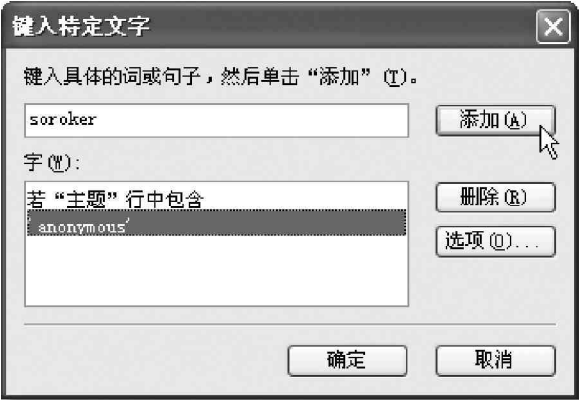 键入特定文字
键入具体的词或句子，然后单击“添加”(T)。
soroker
添加(A)
字(W):
若“主题”行中包含
'anonymous'
删除(R)
选项(O)...
确定
取消